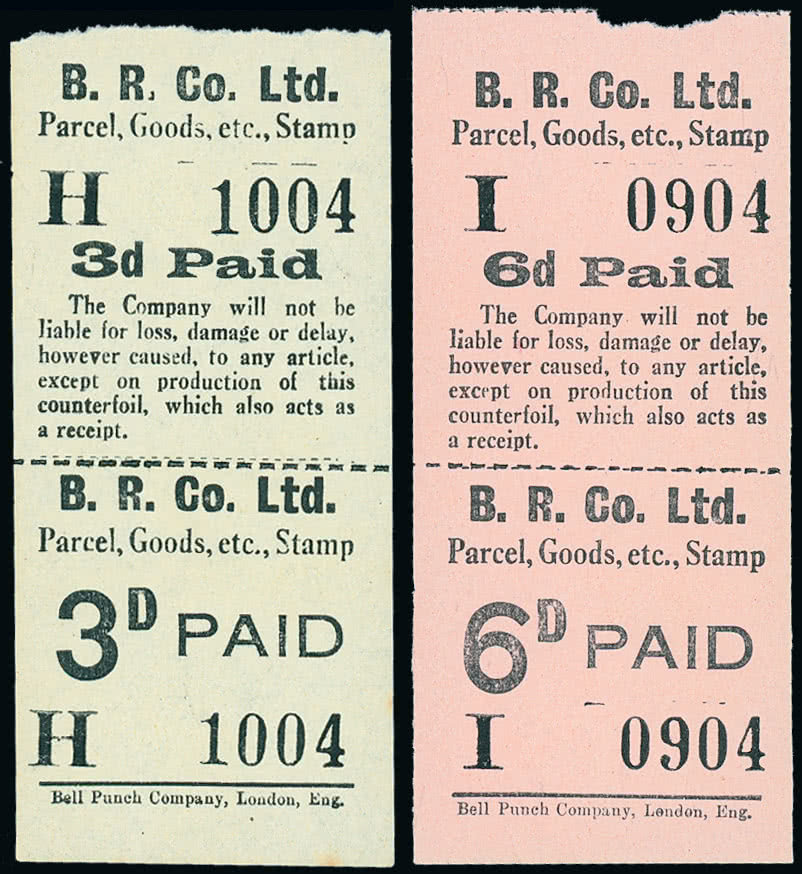 B. R. Co. Ltd.
Parcel, Goods, etc., Stamp
H 1004
3d Paid
The Company will not be
liable for loss, damage or delay,
however caused, to any article,
except on production of this
counterfoil, which also acts as
a receipt.
B. R. Co. Ltd.
Parcel, Goods, etc., Stamp
3D PAID
H 1004
Bell Punch Company, London, Eng.
B. R. Co. Ltd.
Parcel, Goods, etc., Stamp
I 0904
6d Paid
The Company will not be
liable for loss, damage or delay,
however caused, to any article,
except on production of this
counterfoil, which also acts as
a receipt.
B. R. Co. Ltd.
Parcel, Goods, etc., Stamp
6D PAID
I 0904
Bell Punch Company, London, Eng.